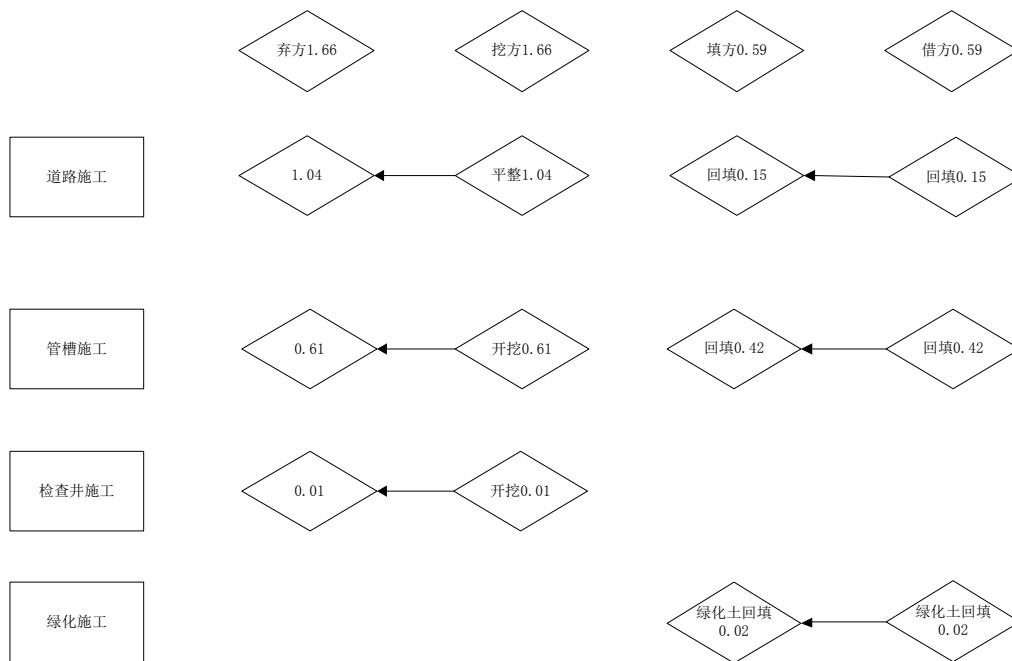 弃方1.66
挖方1.66
填方0.59
借方0.59
道路施工
1.04
平整1.04
回填0.15
回填0.15
管槽施工
0.61
开挖0.61
回填0.42
回填0.42
检查井施工
0.01
开挖0.01
绿化施工
绿化土回填
0.02
绿化土回填
0.02